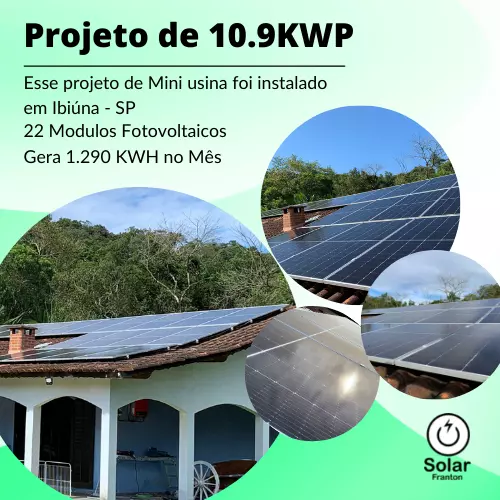 Projeto de 10.9KWP
Esse projeto de Mini usina foi instalado
em Ibiúna - SP
22 Modulos Fotovoltaicos
Gera 1.290 KWH no Mês
Solar
Franton